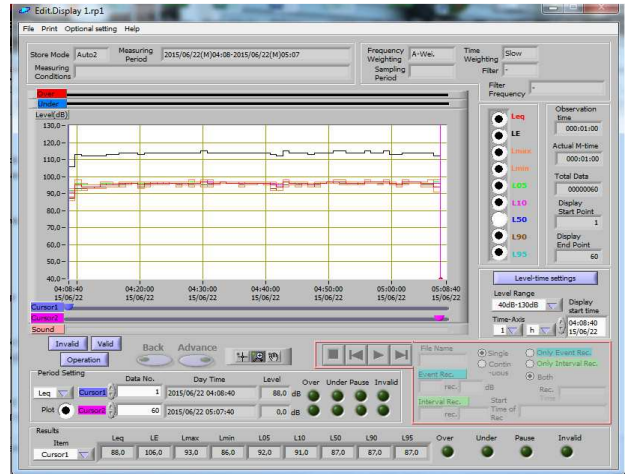 Edit.Display 1.rp1
File Print Optional setting Help
Store Mode Auto2 Measuring Period 2015/06/22(M)04:08-2015/06/22(M)05:07
Measuring Conditions
Frequency Weighting A-Wei. Time Weighting Slow
Sampling Period Filter -
Filter Frequency -
Over
Under
Level(dB)
130,0
120,0
110,0
100,0
90,0
80,0
70,0
60,0
50,0
40,0
04:08:40 04:20:00 04:30:00 04:40:00 04:50:00 05:00:00 05:08:40
15/06/22 15/06/22 15/06/22 15/06/22 15/06/22 15/06/22 15/06/22
Cursor1
Cursor2
Sound
Leq
LE
Lmax
Lmin
L05
L10
L50
L90
L95
Observation time
000:01:00
Actual M-time
000:01:00
Total Data
00000060
Display Start Point
1
Display End Point
60
Level-time settings
Level Range
40dB-130dB
Display start time
Time-Axis
1 h 04:08:40 15/06/22
Invalid Valid
Operation
Back Advance
File Name
Single
Contin -uous
Only Event Rec.
Only Interval Rec.
Both
Event Rec.
rec. dB
Rec. Time
Interval Rec.
rec.
Start Time of Rec
Period Setting
Data No. Day Time Level Over Under Pause Invalid
Leq Cursor1 1 2015/06/22 04:08:40 88,0 dB
Plot Cursor2 60 2015/06/22 05:07:40 0,0 dB
Results
Item Leq LE Lmax Lmin L05 L10 L50 L90 L95 Over Under Pause Invalid
Cursor1 88,0 106,0 93,0 86,0 92,0 91,0 87,0 87,0 87,0